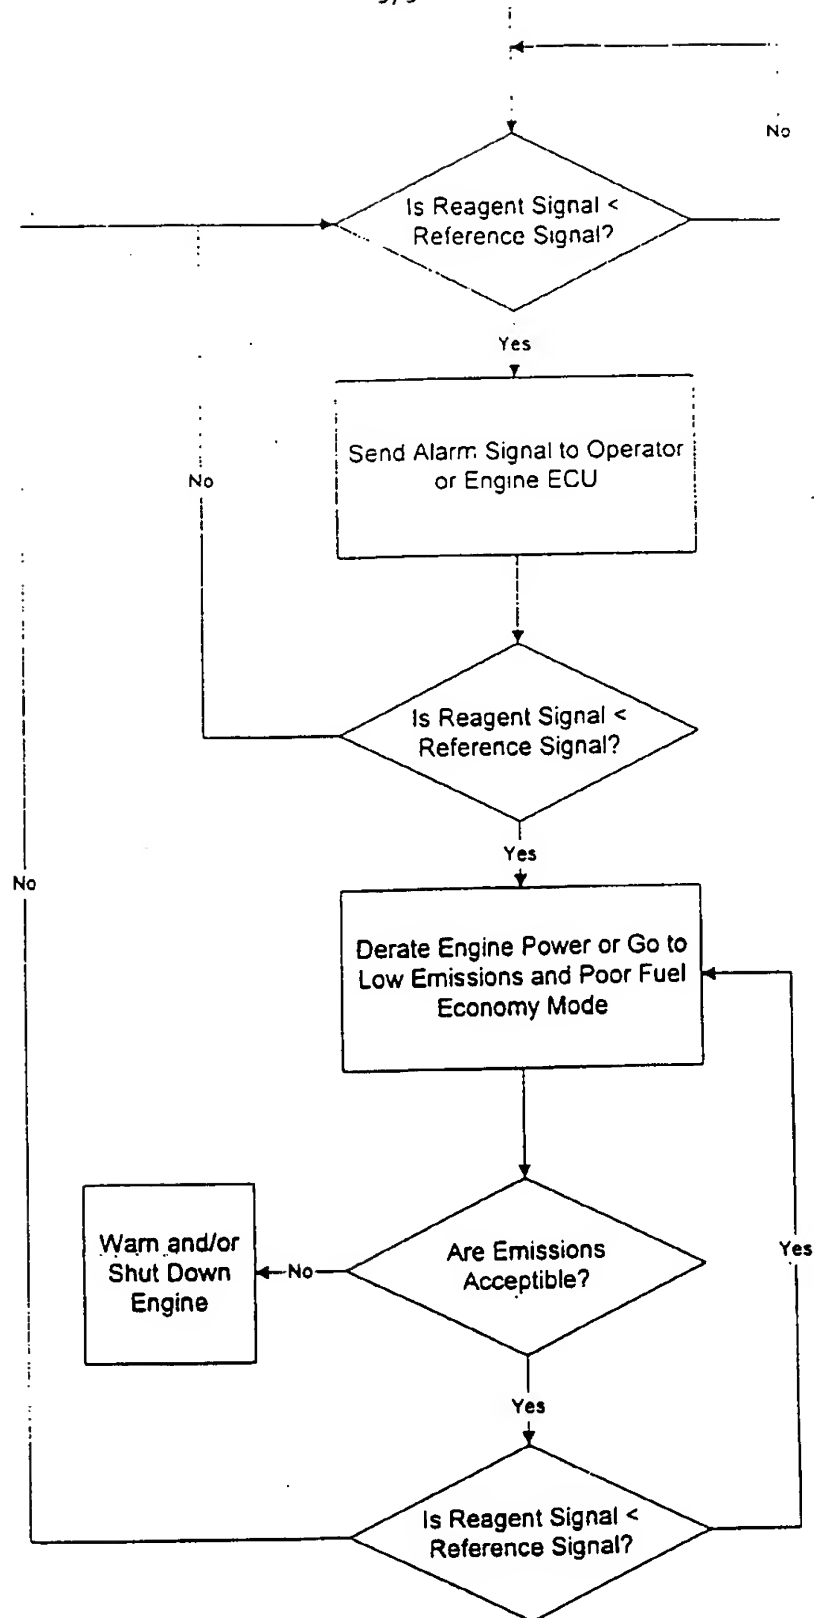 No
Is Reagent Signal <
Reference Signal?
Yes
Send Alarm Signal to Operator
or Engine ECU
No
Is Reagent Signal <
Reference Signal?
Yes
No
Derate Engine Power or Go to
Low Emissions and Poor Fuel
Economy Mode
Warn and/or
Shut Down
Engine
No
Are Emissions
Acceptible?
Yes
Yes
Is Reagent Signal <
Reference Signal?